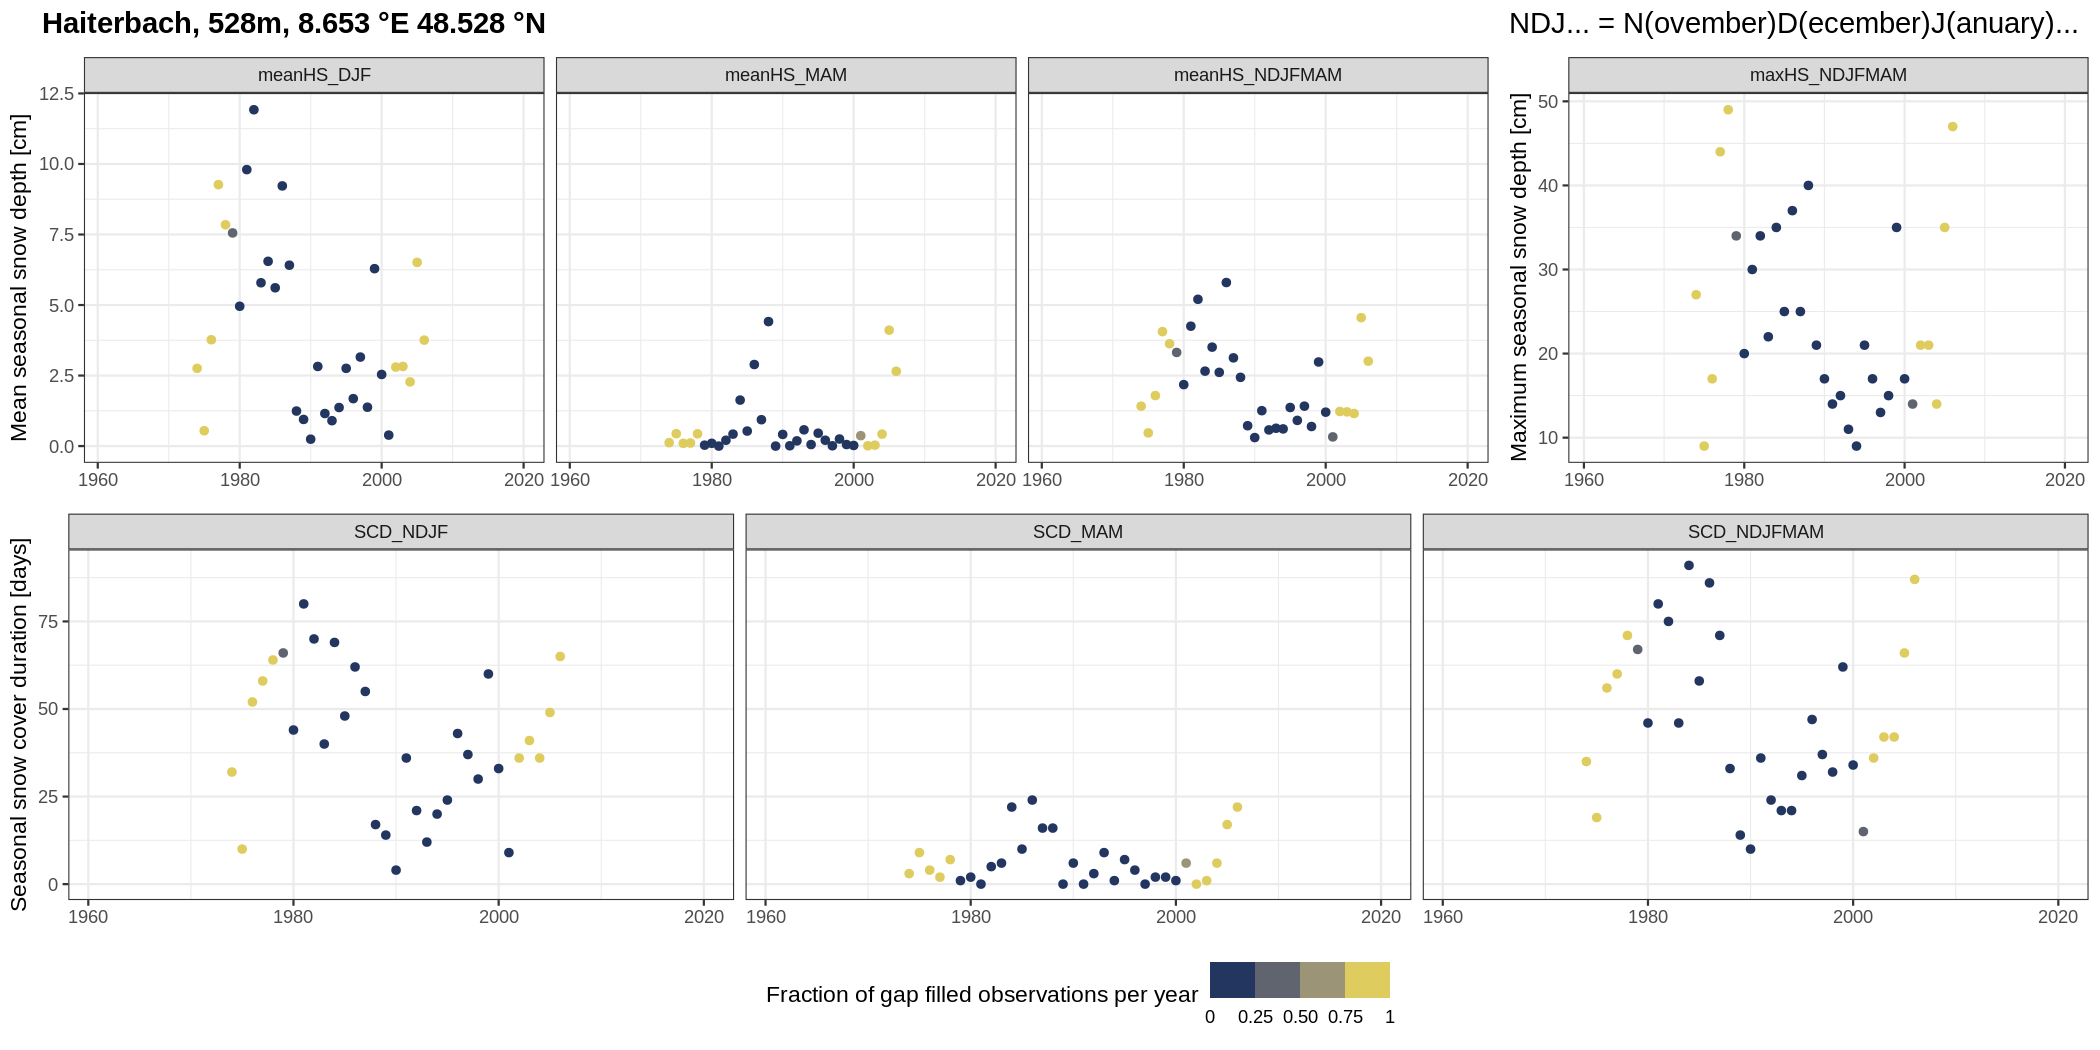 Haiterbach, 528m, 8.653 °E 48.528 °N
NDJ... = N(ovember)D(ecember)J(anuary)...
meanHS_DJF
meanHS_MAM
meanHS_NDJFMAM
maxHS_NDJFMAM
Mean seasonal snow depth [cm]
12.5
10.0
7.5
5.0
2.5
0.0
1960 1980 2000 2020
1960 1980 2000 2020
1960 1980 2000 2020
Maximum seasonal snow depth [cm]
50
40
30
20
10
1960 1980 2000 2020
SCD_NDJF
SCD_MAM
SCD_NDJFMAM
Seasonal snow cover duration [days]
75
50
25
0
1960 1980 2000 2020
1960 1980 2000 2020
1960 1980 2000 2020
Fraction of gap filled observations per year
0 0.25 0.50 0.75 1